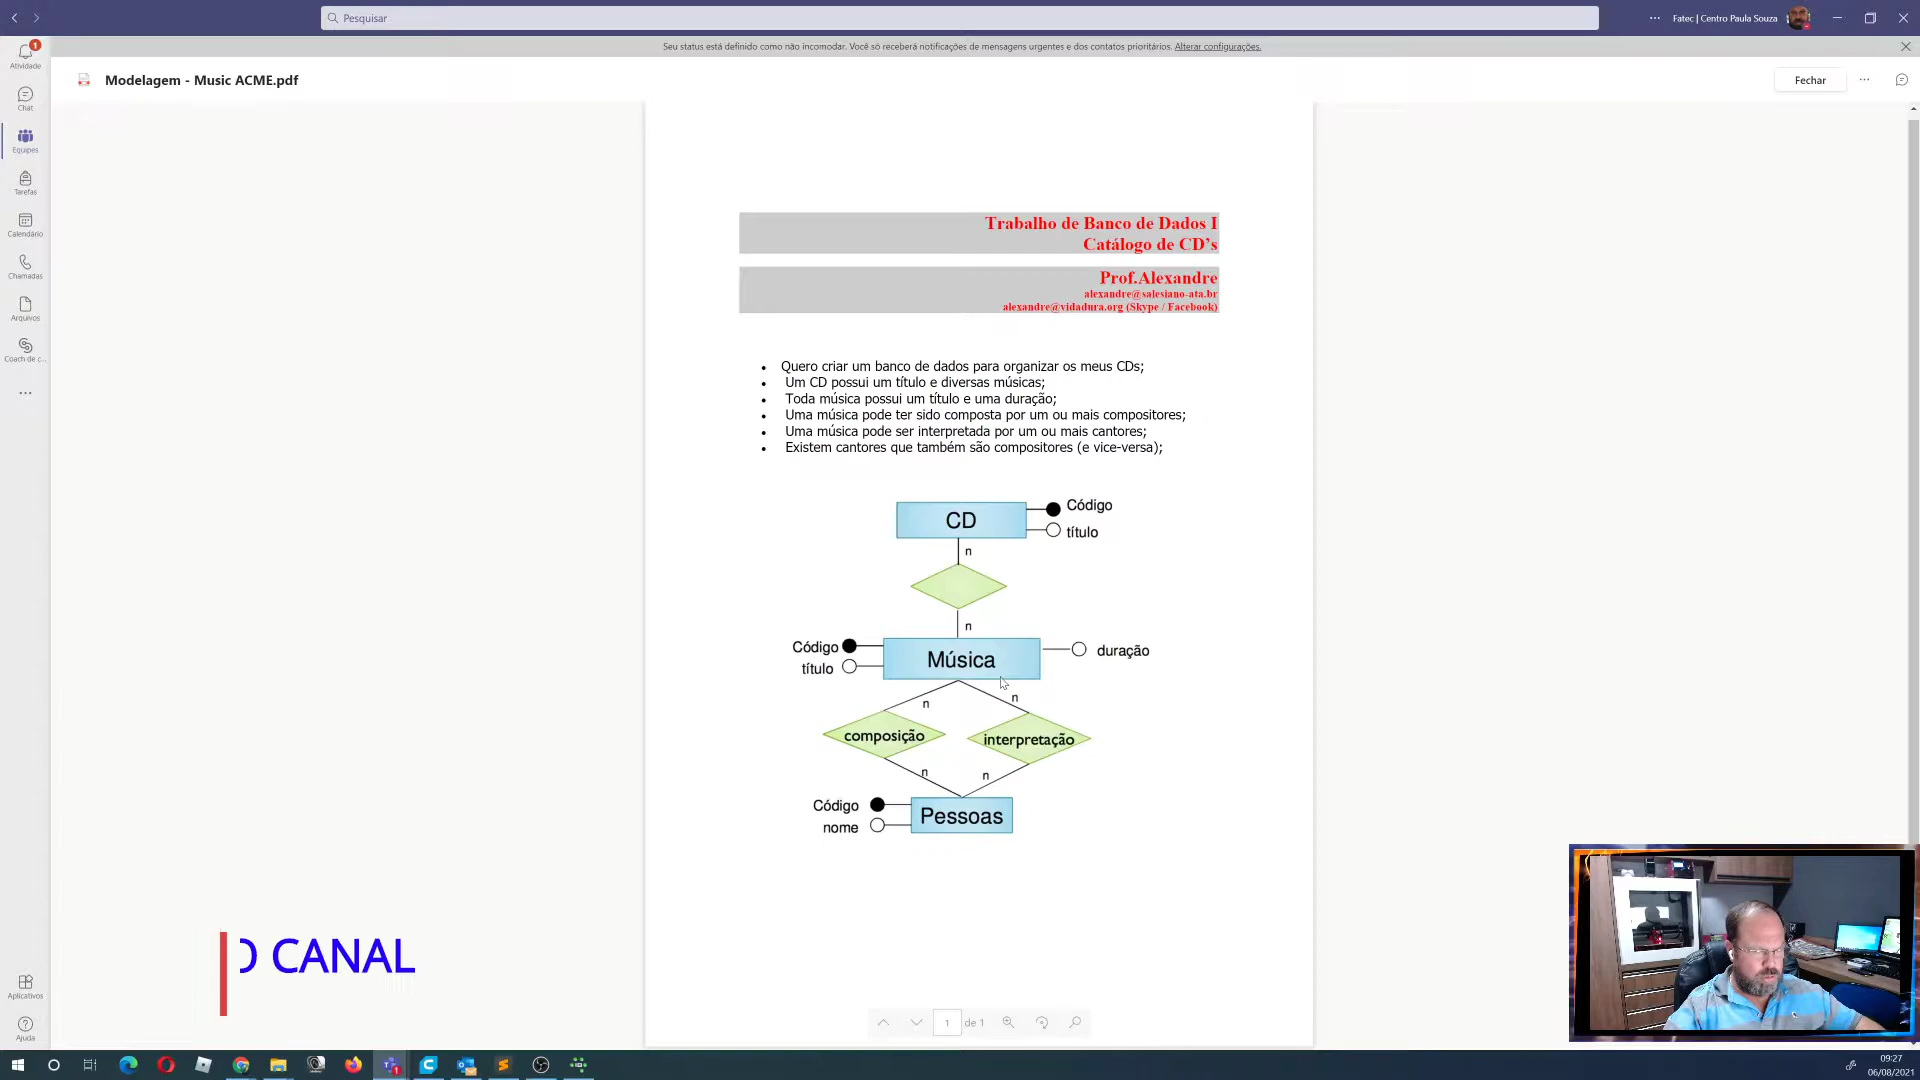 Pesquisar
Fatec | Centro Paula Souza
Seu status está definido como não incomodar. Você só receberá notificações de mensagens urgentes e dos contatos prioritários. Alterar configurações.
1
Atividade
Chat
Equipes
Tarefas
Calendário
Chamadas
Arquivos
Coach de c...
Aplicativos
Ajuda
Modelagem - Music ACME.pdf
Fechar
Trabalho de Banco de Dados I
Catálogo de CD's
Prof.Alexandre
alexandre@salesiano-ata.br
alexandre@vidadura.org (Skype / Facebook)
• Quero criar um banco de dados para organizar os meus CDs;
• Um CD possui um título e diversas músicas;
• Toda música possui um título e uma duração;
• Uma música pode ter sido composta por um ou mais compositores;
• Uma música pode ser interpretada por um ou mais cantores;
• Existem cantores que também são compositores (e vice-versa);
CD
Código
título
n
n
Código
título
Música
duração
n
n
composição
interpretação
n
n
Código
nome
Pessoas
O CANAL
1 de 1
09:27
06/08/2021